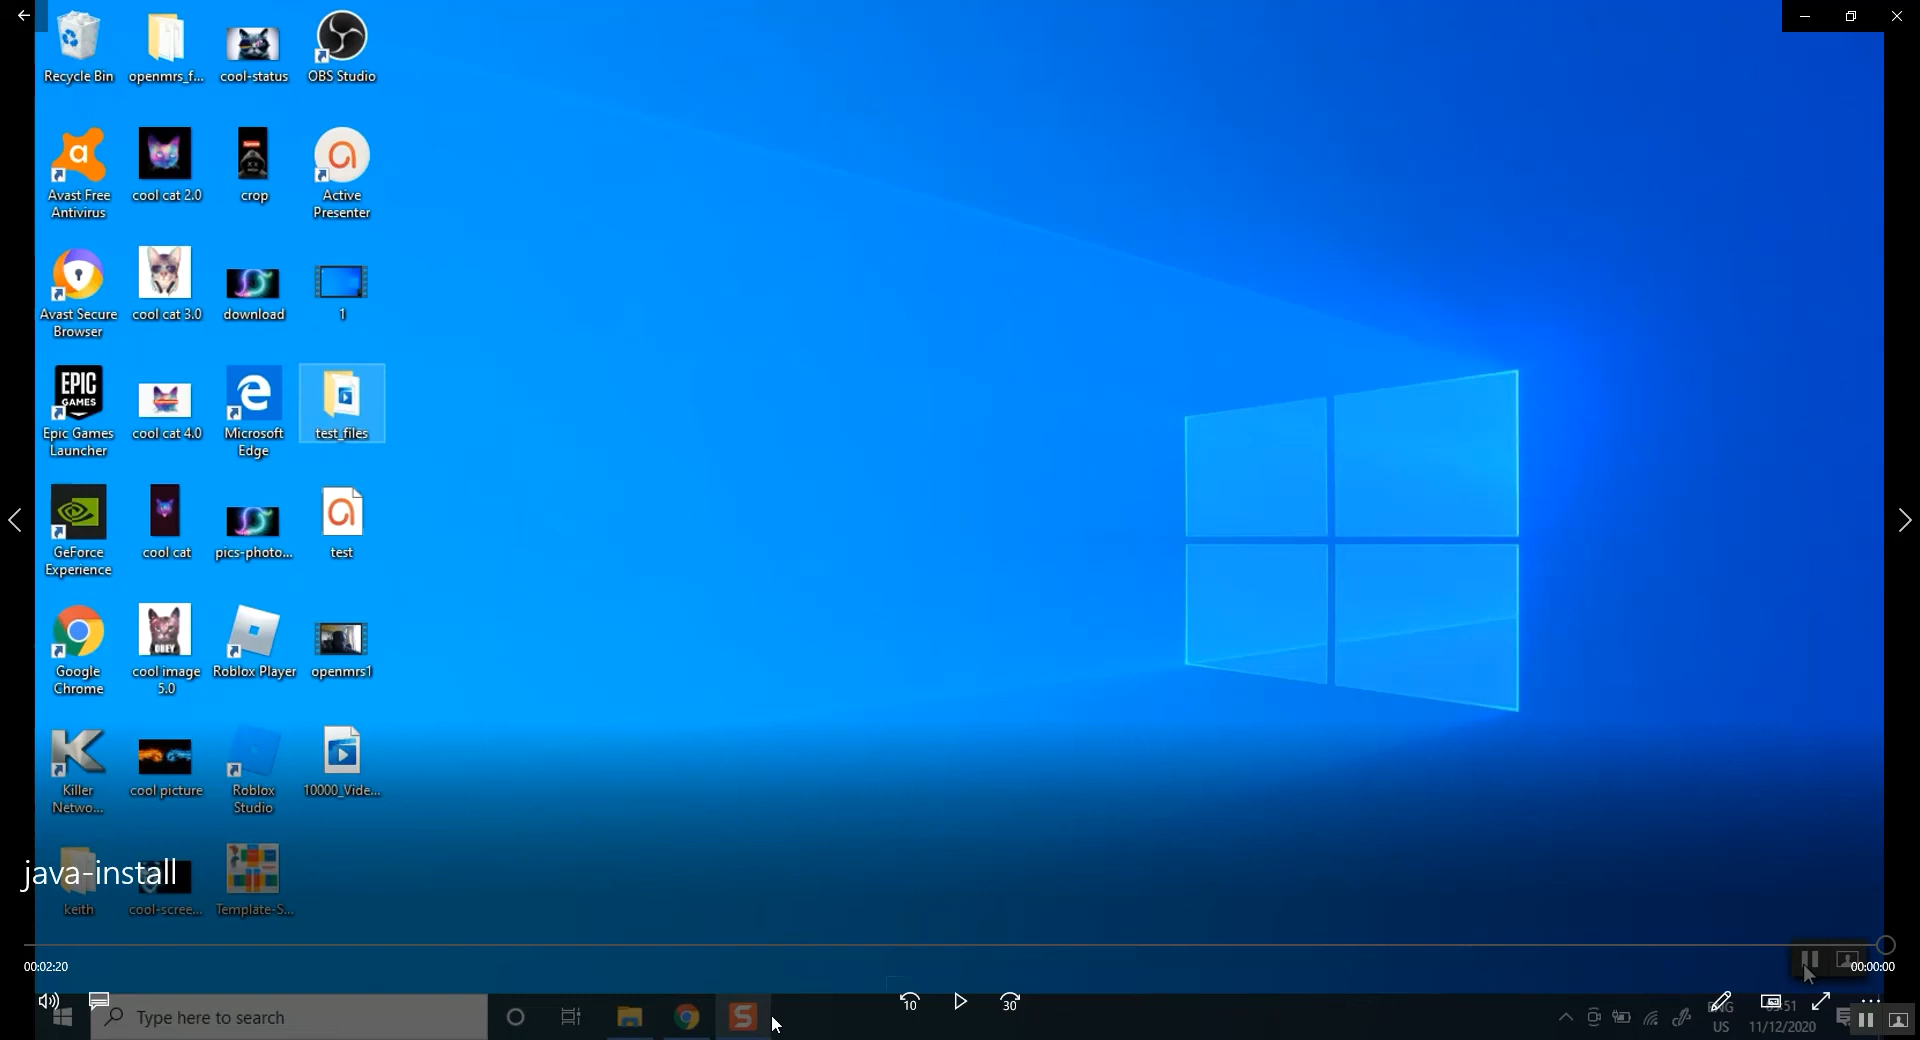 Recycle Bin
openmrs_f...
cool-status
OBS Studio
Avast Free
Antivirus
cool cat 2.0
crop
Active
Presenter
Avast Secure
Browser
cool cat 3.0
download
1
EPIC
GAMES
Epic Games
Launcher
cool cat 4.0
Microsoft
Edge
test_files
GeForce
Experience
cool cat
pics-photo...
test
Google
Chrome
OBEY
cool image
5.0
Roblox Player
openmrs1
Killer
Netwo...
cool picture
Roblox
Studio
10000_Vide...
java-install
keith
cool-scree...
Template-S...
00:02:20
00:00:00
Type here to search
10
30
US
11/12/2020